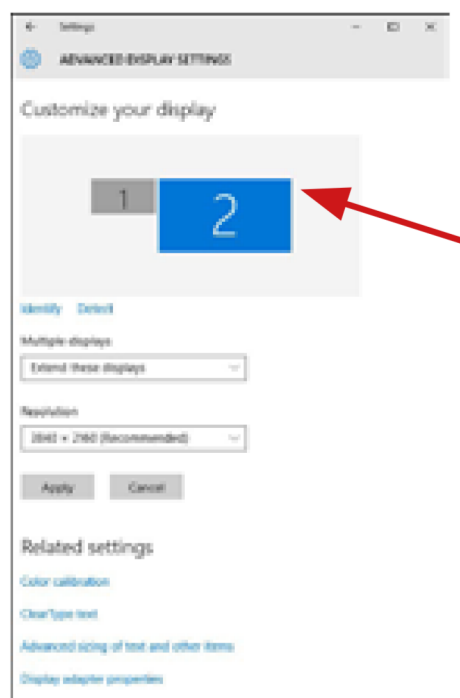 Settings
ADVANCED DISPLAY SETTINGS
Customize your display
1
2
Identify Detect
Multiple displays
Extend these displays
Resolution
3840 × 2160 (Recommended)
Apply Cancel
Related settings
Color calibration
ClearType text
Advanced sizing of text and other items
Display adapter properties